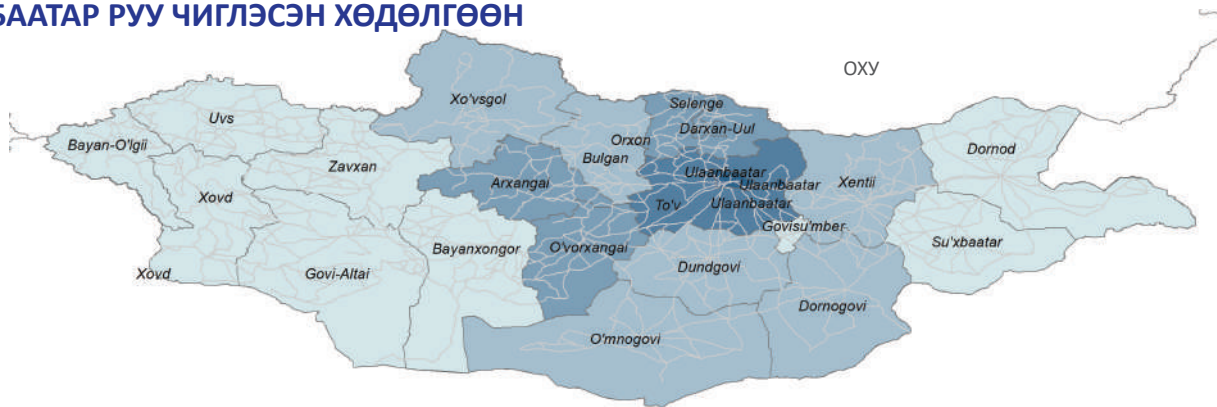 БААТАР РУУ ЧИГЛЭСЭН ХӨДӨЛГӨӨН
ОХУ
Xo'vsgol
Selenge
Uvs
Darxan-Uul
Orxon
Bayan-O'lgii
Dornod
Bulgan
Zavxan
Ulaanbaatar
Arxangai
Ulaanbaatar
Xentii
Xovd
To'v
Ulaanbaatar
Govisu'mber
Bayanxongor
O'vorxangai
Su'xbaatar
Dundgovi
Xovd
Govi-Altai
Dornogovi
O'mnogovi